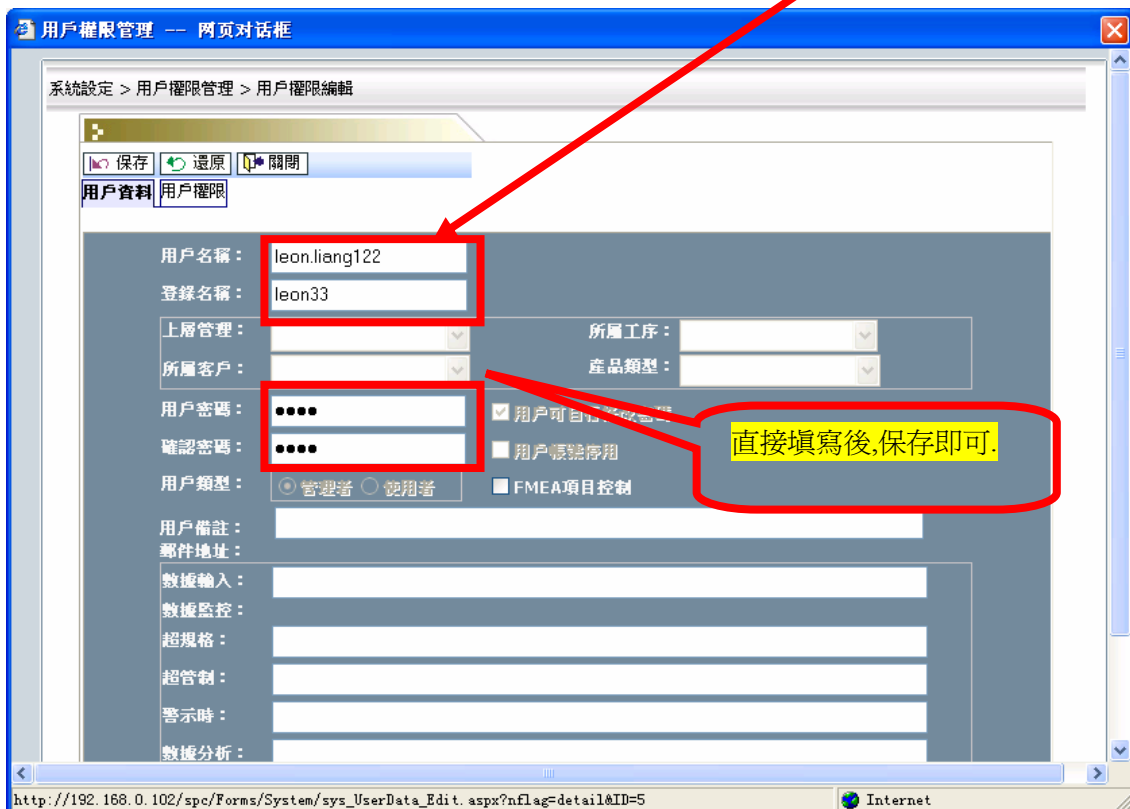 用戶權限管理 -- 网页对话框
系統設定 > 用戶權限管理 > 用戶權限編輯
保存 還原 關閉
用戶資料 用戶權限
用戶名稱： leon.liang122
登錄名稱： leon33
上層管理： 所屬工序：
所屬客戶： 産品類型：
用戶密碼： •••• 用戶可自行修改密碼
確認密碼： •••• 用戶帳號停用
直接填寫後,保存即可.
用戶類型： 管理者 使用者 FMEA項目控制
用戶備註：
郵件地址：
數據輸入：
數據監控：
超規格：
超管制：
警示時：
數據分析：
http://192.168.0.102/spc/Forms/System/sys_UserData_Edit.aspx?nflag=detail&ID=5 Internet